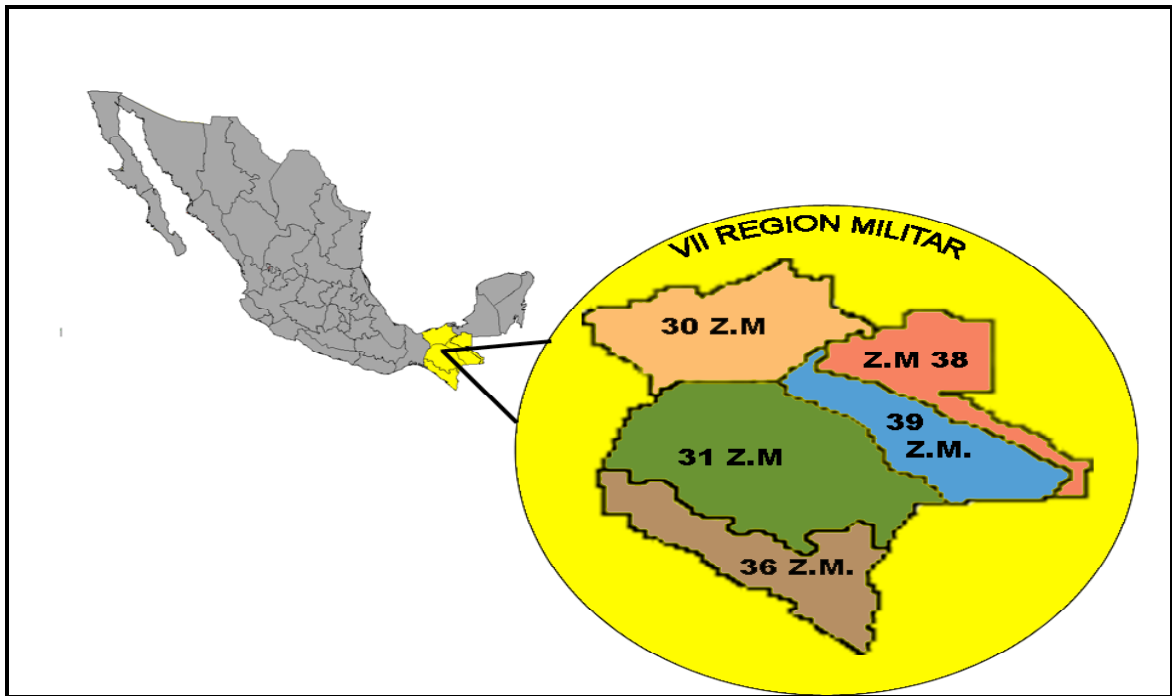 VII REGION MILITAR
30 Z.M
Z.M 38
39
Z.M.
31 Z.M
36 Z.M.